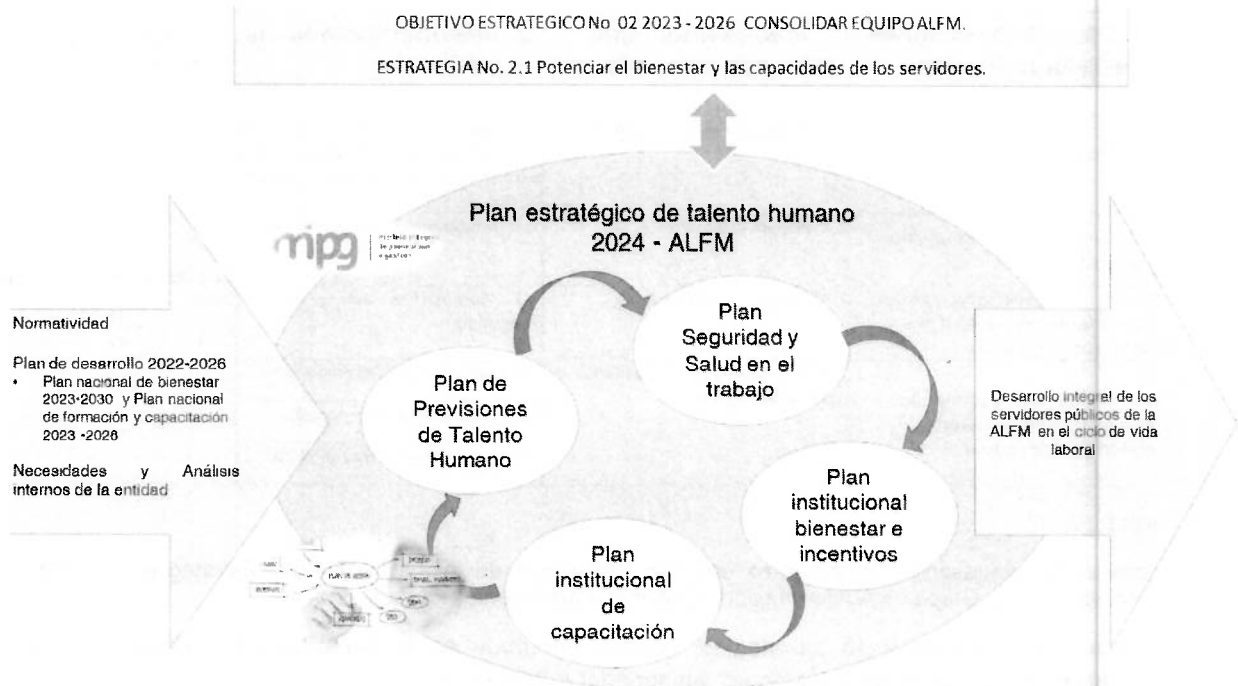 OBJETIVO ESTRATEGICO No 02 2023 - 2026 CONSOLIDAR EQUIPO ALFM.
ESTRATEGIA No. 2.1 Potenciar el bienestar y las capacidades de los servidores.
Plan estratégico de talento humano
2024 - ALFM
mipg
Normatividad
Plan de desarrollo 2022-2026
• Plan nacional de bienestar
2023-2030 y Plan nacional
de formación y capacitación
2023 -2026
Necesidades y Análisis
internos de la entidad
Plan de
Previsiones
de Talento
Humano
Plan
Seguridad y
Salud en el
trabajo
Plan
institucional
bienestar e
incentivos
Plan
institucional
de
capacitación
Desarrollo integral de los
servidores públicos de la
ALFM en el ciclo de vida
laboral